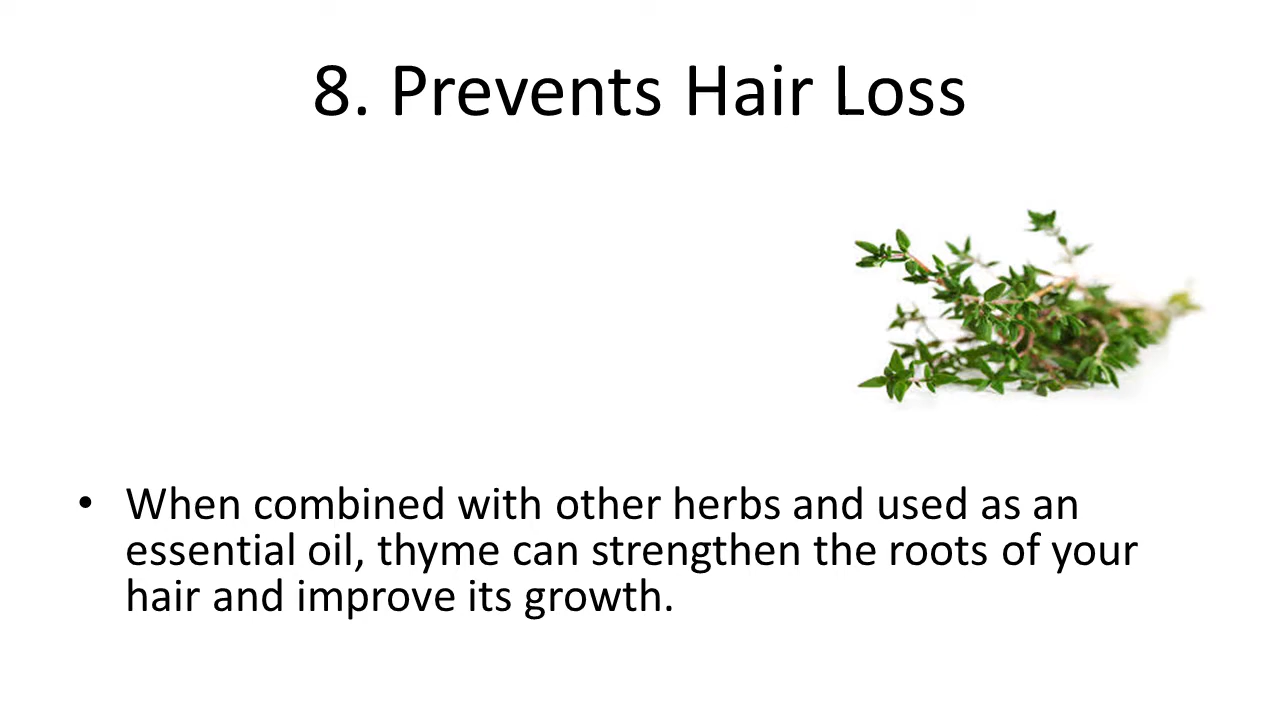 8. Prevents Hair Loss
• When combined with other herbs and used as an
essential oil, thyme can strengthen the roots of your
hair and improve its growth.